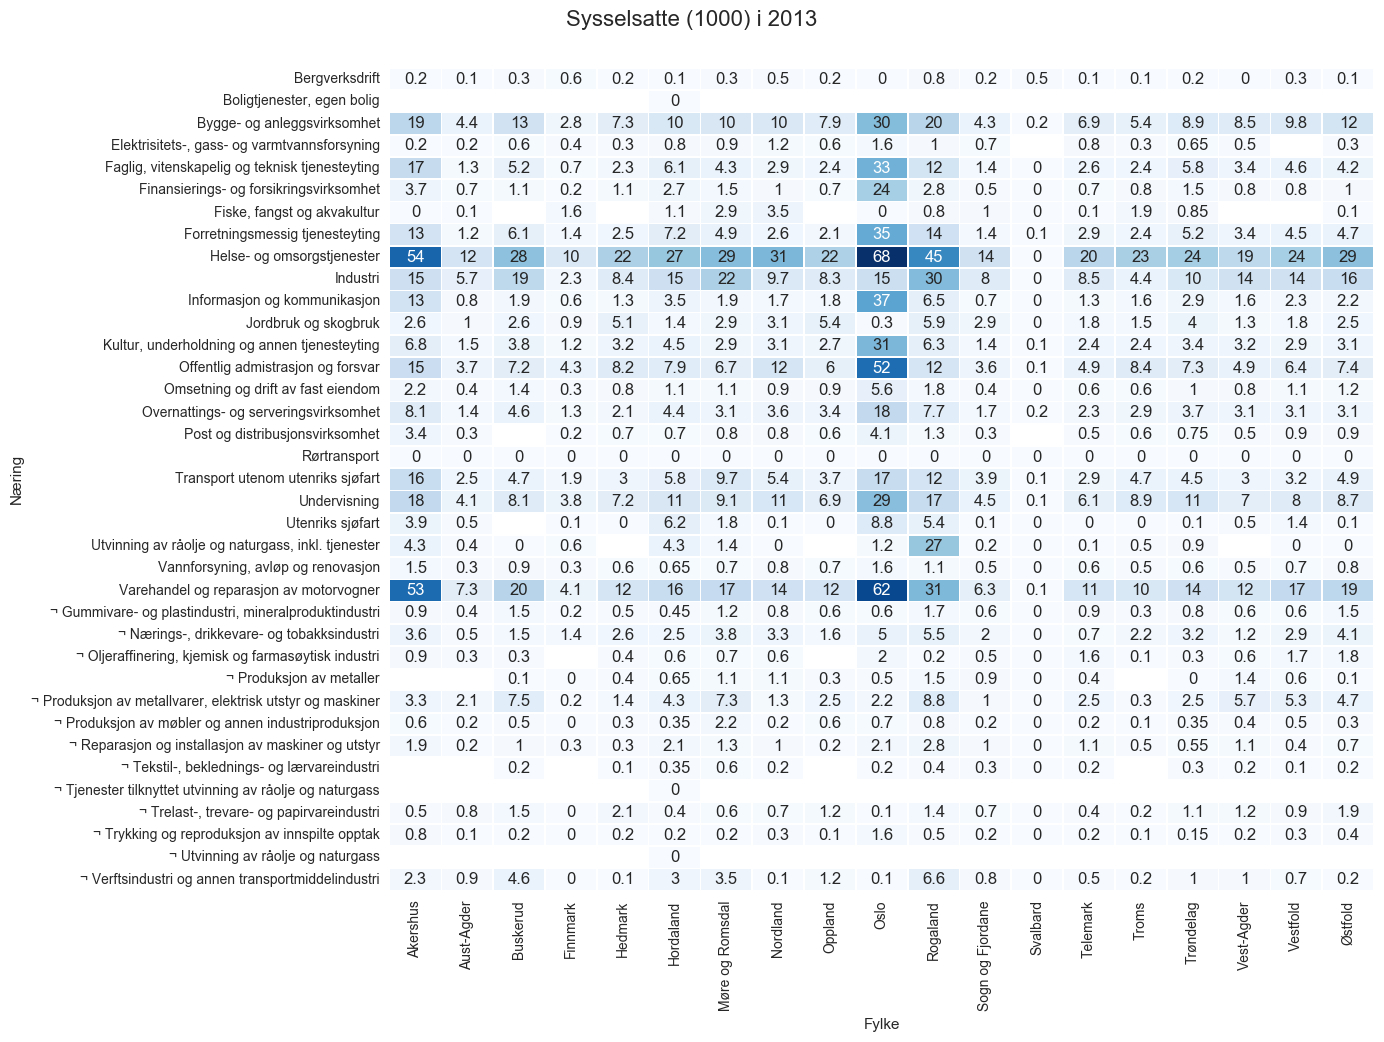 Sysselsatte (1000) i 2013
Bergverksdrift 0.2 0.1 0.3 0.6 0.2 0.1 0.3 0.5 0.2 0 0.8 0.2 0.5 0.1 0.1 0.2 0 0.3 0.1
Boligtjenester, egen bolig 0
Bygge- og anleggsvirksomhet 19 4.4 13 2.8 7.3 10 10 10 7.9 30 20 4.3 0.2 6.9 5.4 8.9 8.5 9.8 12
Elektrisitets-, gass- og varmtvannsforsyning 0.2 0.2 0.6 0.4 0.3 0.8 0.9 1.2 0.6 1.6 1 0.7 0.8 0.3 0.65 0.5 0.3
Faglig, vitenskapelig og teknisk tjenesteyting 17 1.3 5.2 0.7 2.3 6.1 4.3 2.9 2.4 33 12 1.4 0 2.6 2.4 5.8 3.4 4.6 4.2
Finansierings- og forsikringsvirksomhet 3.7 0.7 1.1 0.2 1.1 2.7 1.5 1 0.7 24 2.8 0.5 0 0.7 0.8 1.5 0.8 0.8 1
Fiske, fangst og akvakultur 0 0.1 1.6 1.1 2.9 3.5 0 0.8 1 0 0.1 1.9 0.85 0.1
Forretningsmessig tjenesteyting 13 1.2 6.1 1.4 2.5 7.2 4.9 2.6 2.1 35 14 1.4 0.1 2.9 2.4 5.2 3.4 4.5 4.7
Helse- og omsorgstjenester 54 12 28 10 22 27 29 31 22 68 45 14 0 20 23 24 19 24 29
Industri 15 5.7 19 2.3 8.4 15 22 9.7 8.3 15 30 8 0 8.5 4.4 10 14 14 16
Informasjon og kommunikasjon 13 0.8 1.9 0.6 1.3 3.5 1.9 1.7 1.8 37 6.5 0.7 0 1.3 1.6 2.9 1.6 2.3 2.2
Jordbruk og skogbruk 2.6 1 2.6 0.9 5.1 1.4 2.9 3.1 5.4 0.3 5.9 2.9 0 1.8 1.5 4 1.3 1.8 2.5
Kultur, underholdning og annen tjenesteyting 6.8 1.5 3.8 1.2 3.2 4.5 2.9 3.1 2.7 31 6.3 1.4 0.1 2.4 2.4 3.4 3.2 2.9 3.1
Offentlig admistrasjon og forsvar 15 3.7 7.2 4.3 8.2 7.9 6.7 12 6 52 12 3.6 0.1 4.9 8.4 7.3 4.9 6.4 7.4
Omsetning og drift av fast eiendom 2.2 0.4 1.4 0.3 0.8 1.1 1.1 0.9 0.9 5.6 1.8 0.4 0 0.6 0.6 1 0.8 1.1 1.2
Overnattings- og serveringsvirksomhet 8.1 1.4 4.6 1.3 2.1 4.4 3.1 3.6 3.4 18 7.7 1.7 0.2 2.3 2.9 3.7 3.1 3.1 3.1
Post og distribusjonsvirksomhet 3.4 0.3 0.2 0.7 0.7 0.8 0.8 0.6 4.1 1.3 0.3 0.5 0.6 0.75 0.5 0.9 0.9
Rørtransport 0 0 0 0 0 0 0 0 0 0 0 0 0 0 0 0 0 0 0
Transport utenom utenriks sjøfart 16 2.5 4.7 1.9 3 5.8 9.7 5.4 3.7 17 12 3.9 0.1 2.9 4.7 4.5 3 3.2 4.9
Undervisning 18 4.1 8.1 3.8 7.2 11 9.1 11 6.9 29 17 4.5 0.1 6.1 8.9 11 7 8 8.7
Utenriks sjøfart 3.9 0.5 0.1 0 6.2 1.8 0.1 0 8.8 5.4 0.1 0 0 0 0.1 0.5 1.4 0.1
Utvinning av råolje og naturgass, inkl. tjenester 4.3 0.4 0 0.6 4.3 1.4 0 1.2 27 0.2 0 0.1 0.5 0.9 0 0
Vannforsyning, avløp og renovasjon 1.5 0.3 0.9 0.3 0.6 0.65 0.7 0.8 0.7 1.6 1.1 0.5 0 0.6 0.5 0.6 0.5 0.7 0.8
Varehandel og reparasjon av motorvogner 53 7.3 20 4.1 12 16 17 14 12 62 31 6.3 0.1 11 10 14 12 17 19
¬ Gummivare- og plastindustri, mineralproduktindustri 0.9 0.4 1.5 0.2 0.5 0.45 1.2 0.8 0.6 0.6 1.7 0.6 0 0.9 0.3 0.8 0.6 0.6 1.5
¬ Nærings-, drikkevare- og tobakksindustri 3.6 0.5 1.5 1.4 2.6 2.5 3.8 3.3 1.6 5 5.5 2 0 0.7 2.2 3.2 1.2 2.9 4.1
¬ Oljeraffinering, kjemisk og farmasøytisk industri 0.9 0.3 0.3 0.4 0.6 0.7 0.6 2 0.2 0.5 0 1.6 0.1 0.3 0.6 1.7 1.8
¬ Produksjon av metaller 0.1 0 0.4 0.65 1.1 1.1 0.3 0.5 1.5 0.9 0 0.4 0 1.4 0.6 0.1
¬ Produksjon av metallvarer, elektrisk utstyr og maskiner 3.3 2.1 7.5 0.2 1.4 4.3 7.3 1.3 2.5 2.2 8.8 1 0 2.5 0.3 2.5 5.7 5.3 4.7
¬ Produksjon av møbler og annen industriproduksjon 0.6 0.2 0.5 0 0.3 0.35 2.2 0.2 0.6 0.7 0.8 0.2 0 0.2 0.1 0.35 0.4 0.5 0.3
¬ Reparasjon og installasjon av maskiner og utstyr 1.9 0.2 1 0.3 0.3 2.1 1.3 1 0.2 2.1 2.8 1 0 1.1 0.5 0.55 1.1 0.4 0.7
¬ Tekstil-, beklednings- og lærvareindustri 0.2 0.1 0.35 0.6 0.2 0.2 0.4 0.3 0 0.2 0.3 0.2 0.1 0.2
¬ Tjenester tilknyttet utvinning av råolje og naturgass 0
¬ Trelast-, trevare- og papirvareindustri 0.5 0.8 1.5 0 2.1 0.4 0.6 0.7 1.2 0.1 1.4 0.7 0 0.4 0.2 1.1 1.2 0.9 1.9
¬ Trykking og reproduksjon av innspilte opptak 0.8 0.1 0.2 0 0.2 0.2 0.2 0.3 0.1 1.6 0.5 0.2 0 0.2 0.1 0.15 0.2 0.3 0.4
¬ Utvinning av råolje og naturgass 0
¬ Verftsindustri og annen transportmiddelindustri 2.3 0.9 4.6 0 0.1 3 3.5 0.1 1.2 0.1 6.6 0.8 0 0.5 0.2 1 1 0.7 0.2
Næring
Akershus Aust-Agder Buskerud Finnmark Hedmark Hordaland Møre og Romsdal Nordland Oppland Oslo Rogaland Sogn og Fjordane Svalbard Telemark Troms Trøndelag Vest-Agder Vestfold Østfold
Fylke